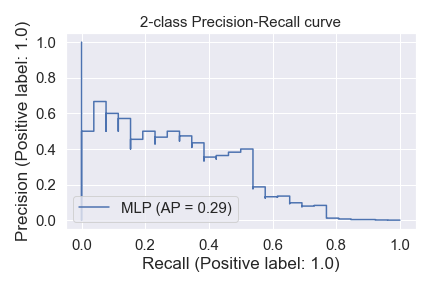 2-class Precision-Recall curve
Precision (Positive label: 1.0)
1.0
0.8
0.6
0.4
0.2
0.0
MLP (AP = 0.29)
0.0 0.2 0.4 0.6 0.8 1.0
Recall (Positive label: 1.0)